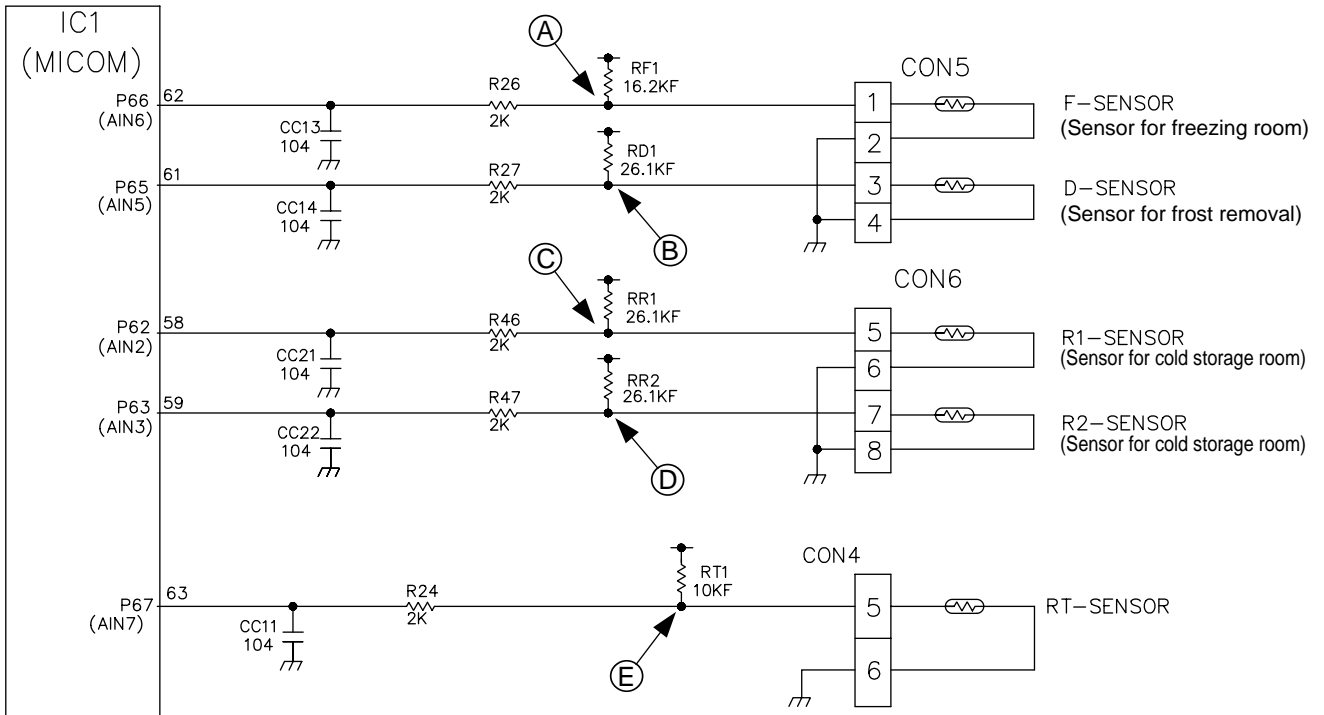 IC1
(MICOM)
A
RF1
16.2KF
CON5
P66
(AIN6)
62
R26
2K
CC13
104
1
F-SENSOR
(Sensor for freezing room)
2
RD1
26.1KF
P65
(AIN5)
61
R27
2K
CC14
104
3
D-SENSOR
(Sensor for frost removal)
4
B
C
RR1
26.1KF
CON6
P62
(AIN2)
58
R46
2K
CC21
104
5
R1-SENSOR
(Sensor for cold storage room)
6
RR2
26.1KF
P63
(AIN3)
59
R47
2K
CC22
104
7
R2-SENSOR
(Sensor for cold storage room)
8
D
RT1
10KF
CON4
P67
(AIN7)
63
R24
2K
CC11
104
5
RT-SENSOR
6
E